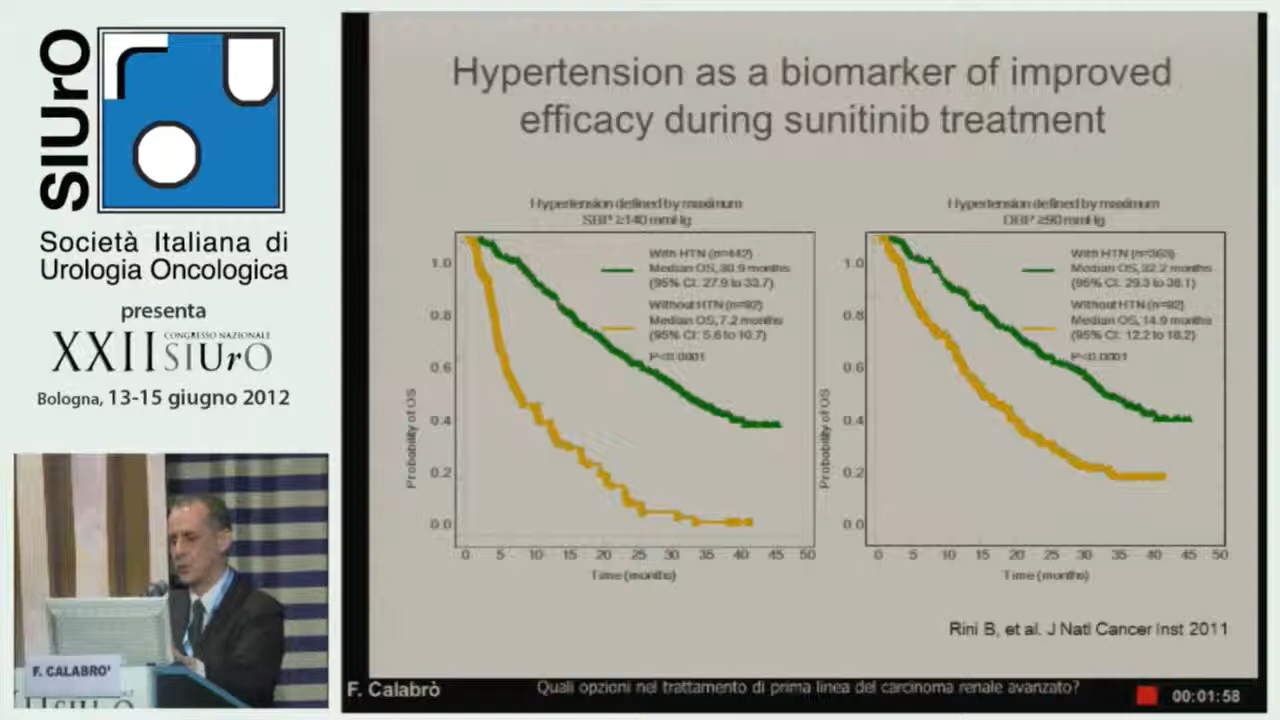 SIUrO
Società Italiana di
Urologia Oncologica
presenta
XXII CONGRESSO NAZIONALE
SIUrO
Bologna, 13-15 giugno 2012
F. CALABRO'
SIUrO
Hypertension as a biomarker of improved
efficacy during sunitinib treatment
Hypertension defined by maximum
SBP ≥140 mmHg
With HTN (n=442)
Median OS, 30.9 months
(95% CI: 27.9 to 33.7)
Without HTN (n=92)
Median OS, 7.2 months
(95% CI: 5.6 to 10.7)
P<0.0001
Probability of OS
1.0
0.8
0.6
0.4
0.2
0.0
0 5 10 15 20 25 30 35 40 45 50
Time (months)
Hypertension defined by maximum
DBP ≥90 mmHg
With HTN (n=363)
Median OS, 32.2 months
(95% CI: 29.3 to 36.1)
Without HTN (n=92)
Median OS, 14.9 months
(95% CI: 12.2 to 18.2)
P<0.0001
Probability of OS
1.0
0.8
0.6
0.4
0.2
0.0
0 5 10 15 20 25 30 35 40 45 50
Time (months)
Rini B, et al. J Natl Cancer Inst 2011
F. Calabrò
Quali opzioni nel trattamento di prima linea del carcinoma renale avanzato?
00:01:58